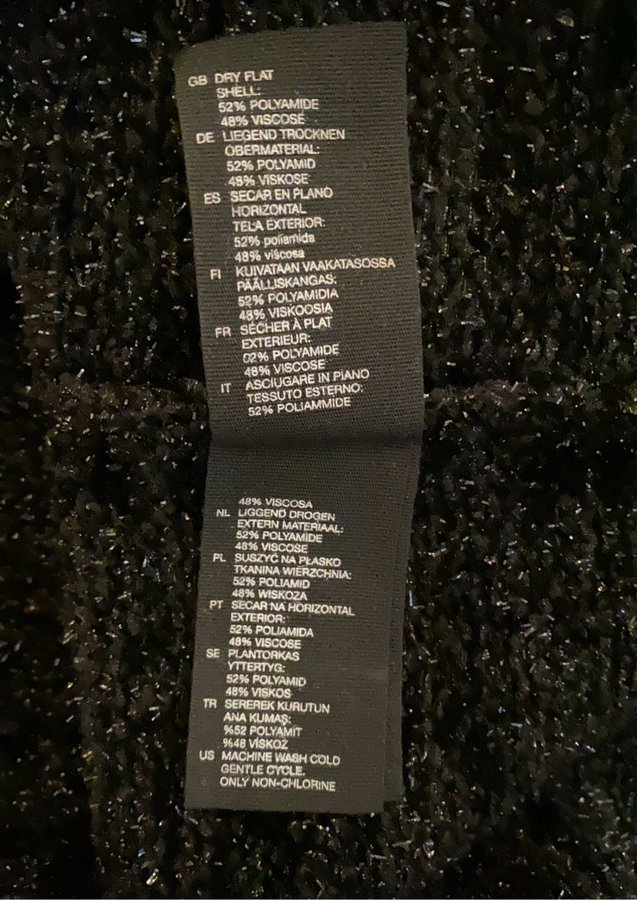 GB DRY FLAT
SHELL:
52% POLYAMIDE
48% VISCOSE
DE LIEGEND TROCKNEN
OBERMATERIAL:
52% POLYAMID
48% VISKOSE
ES SECAR EN PLANO
HORIZONTAL
TELA EXTERIOR:
52% poliamida
48% viscosa
FI KUIVATAAN VAAKATASOSSA
PÄÄLLISKANGAS:
52% POLYAMIDIA
48% VISKOOSIA
FR SÉCHER À PLAT
EXTERIEUR:
02% POLYAMIDE
48% VISCOSE
IT ASCIUGARE IN PIANO
TESSUTO ESTERNO:
52% POLIAMMIDE
48% VISCOSA
NL LIGGEND DROGEN
EXTERN MATERIAAL:
52% POLYAMIDE
48% VISCOSE
PL SUSZYĆ NA PŁASKO
TKANINA WIERZCHNIA:
52% POLIAMID
48% WISKOZA
PT SECAR NA HORIZONTAL
EXTERIOR:
52% POLIAMIDA
48% VISCOSE
SE PLANTORKAS
YTTERTYG:
52% POLYAMID
48% VISKOS
TR SEREREK KURUTUN
ANA KUMAŞ:
%52 POLYAMIT
%48 VİSKOZ
US MACHINE WASH COLD
GENTLE CYCLE,
ONLY NON-CHLORINE